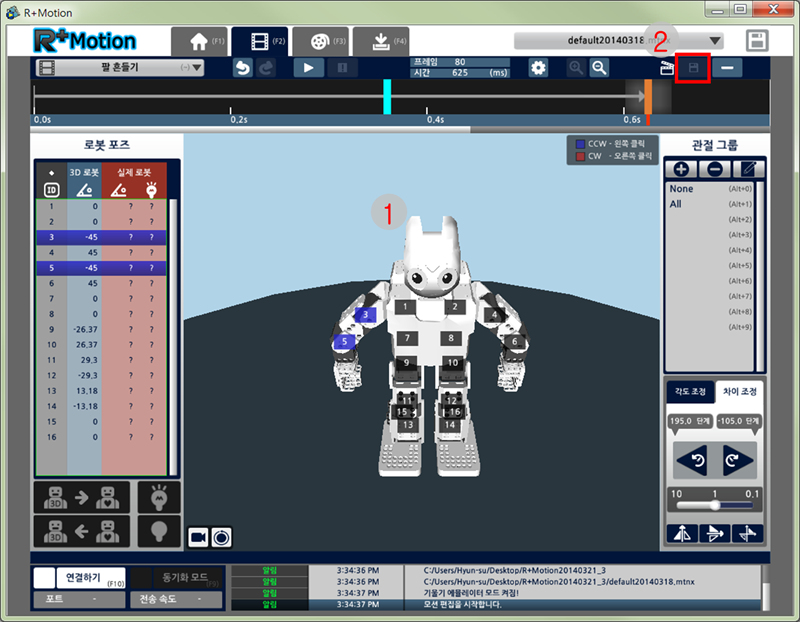 R+Motion
R+Motion
(F1)
(F2)
(F3)
(F4)
default20140318.mtnx
2
팔 흔들기
(-)
프레임 80
시간 625 (ms)
0.0s 0.2s 0.4s 0.6s
로봇 포즈
3D 로봇 실제 로봇
ID
1 0 ? ?
2 0 ? ?
3 -45 ? ?
4 45 ? ?
5 -45 ? ?
6 45 ? ?
7 0 ? ?
8 0 ? ?
9 -26,37 ? ?
10 26,37 ? ?
11 29,3 ? ?
12 -29,3 ? ?
13 13,18 ? ?
14 -13,18 ? ?
15 0 ? ?
16 0 ? ?
3D
3D
CCW - 왼쪽 클릭
CW - 오른쪽 클릭
1
1 2
3 4
5 6
7 8
9 10
11 12
15 16
13 14
관절 그룹
None (Alt+0)
All (Alt+1)
(Alt+2)
(Alt+3)
(Alt+4)
(Alt+5)
(Alt+6)
(Alt+7)
(Alt+8)
(Alt+9)
각도 조정 차이 조정
195.0 단계 -105.0 단계
10 1 0.1
연결하기 (F10)
동기화 모드 (F9)
포트 -
전송 속도 -
알림 3:34:36 PM C:/Users/Hyun-su/Desktop/R+Motion20140321_3
알림 3:34:36 PM C:/Users/Hyun-su/Desktop/R+Motion20140321_3/default20140318.mtnx
알림 3:34:37 PM 기울기 에뮬레이터 모드 켜짐!
알림 3:34:37 PM 모션 편집을 시작합니다.